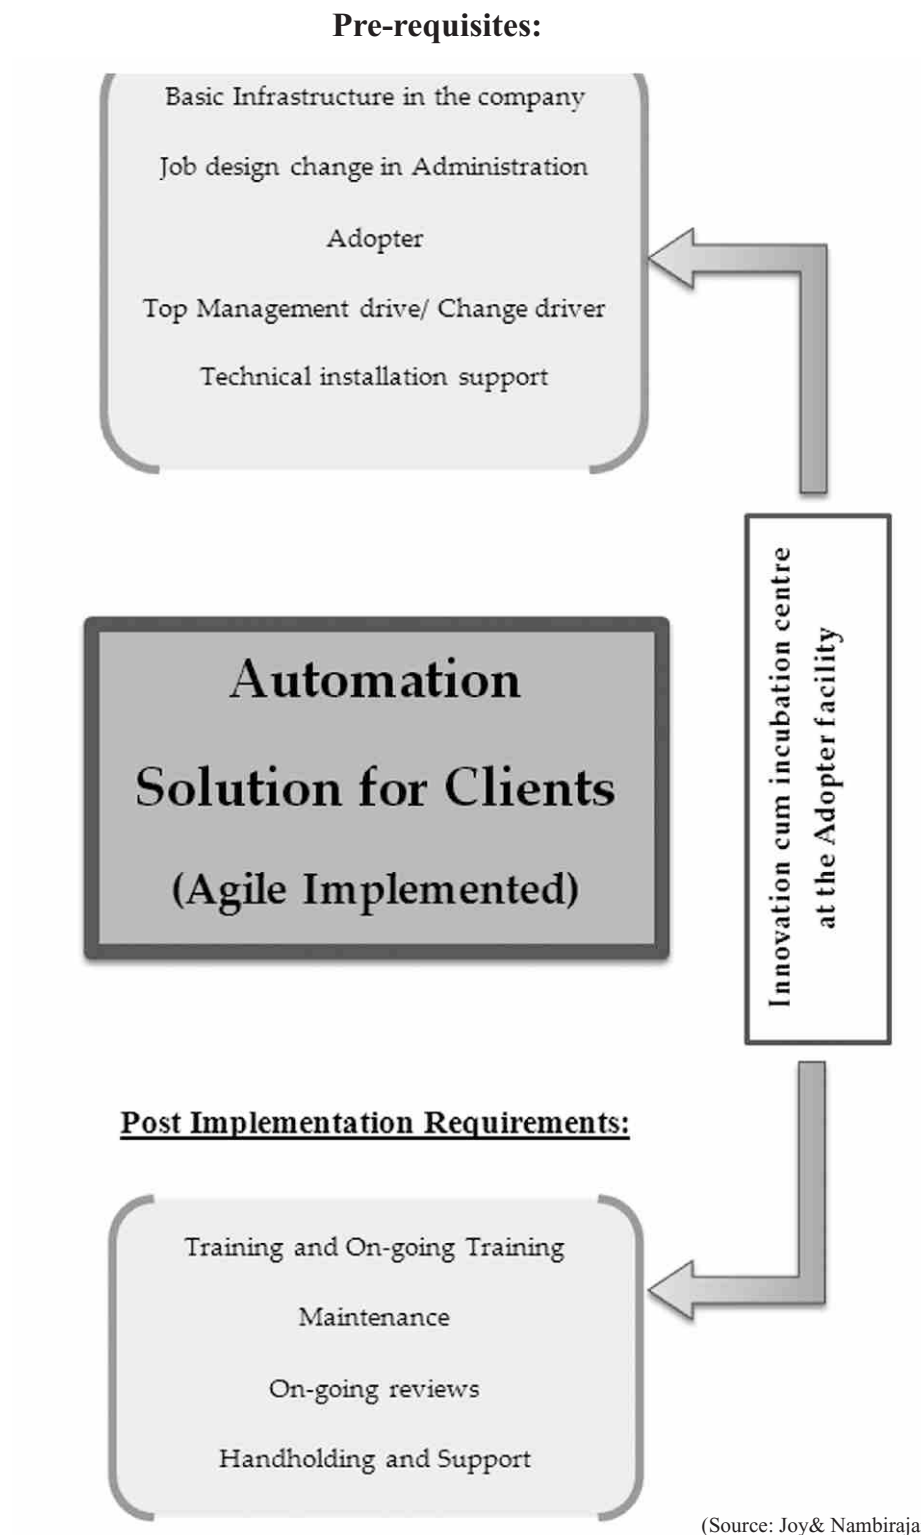 Pre-requisites:
Basic Infrastructure in the company
Job design change in Administration
Adopter
Top Management drive/ Change driver
Technical installation support
Innovation cum incubation centre
at the Adopter facility
Automation
Solution for Clients
(Agile Implemented)
Post Implementation Requirements:
Training and On-going Training
Maintenance
On-going reviews
Handholding and Support
(Source: Joy& Nambiraja